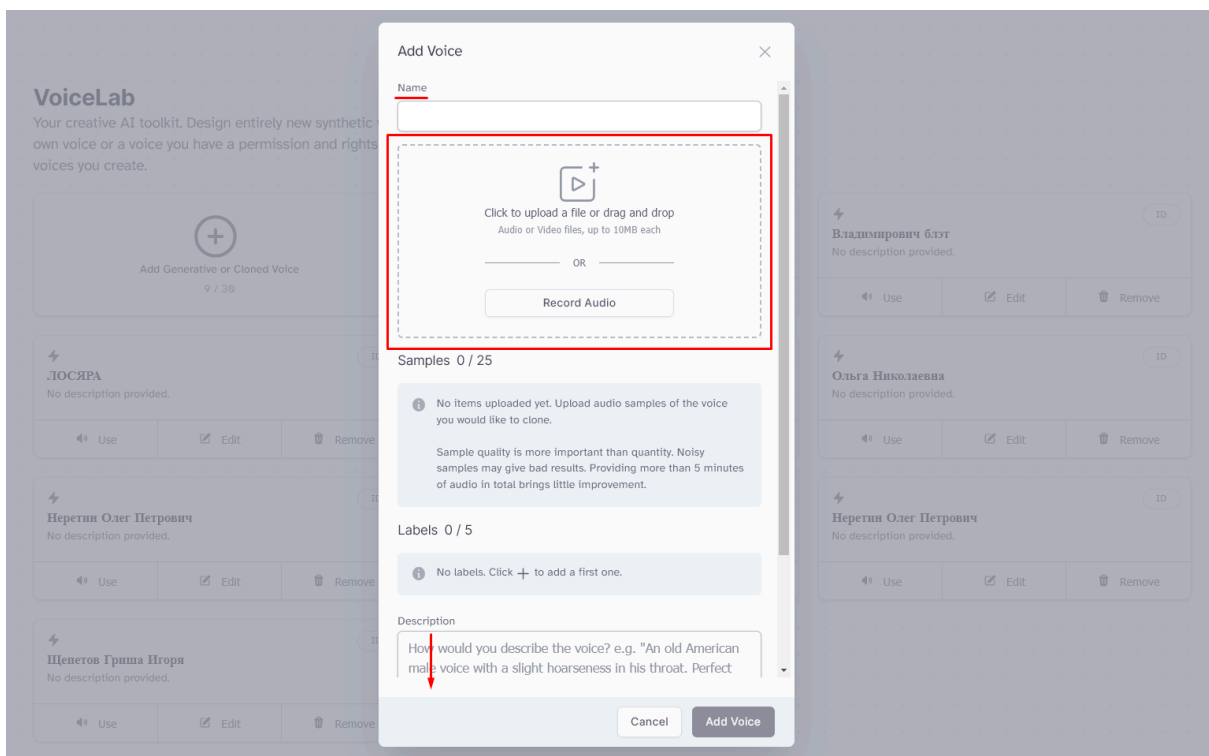 Add Voice
Name
VoiceLab
Your creative AI toolkit. Design entirely new synthetic
own voice or a voice you have a permission and rights
voices you create.
Add Generative or Cloned Voice
9 / 30
Click to upload a file or drag and drop
Audio or Video files, up to 10MB each
OR
Record Audio
ID
Владимирович блэт
No description provided.
Use Edit Remove
ID
ЛОСЯРА
No description provided.
Use Edit Remove
Samples 0 / 25
No items uploaded yet. Upload audio samples of the voice
you would like to clone.
Sample quality is more important than quantity. Noisy
samples may give bad results. Providing more than 5 minutes
of audio in total brings little improvement.
ID
Ольга Николаевна
No description provided.
Use Edit Remove
ID
Неретин Олег Петрович
No description provided.
Use Edit Remove
Labels 0 / 5
No labels. Click + to add a first one.
ID
Неретин Олег Петрович
No description provided.
Use Edit Remove
ID
Щепетов Гриша Игоря
No description provided.
Use Edit Remove
Description
How would you describe the voice? e.g. "An old American
male voice with a slight hoarseness in his throat. Perfect
Cancel Add Voice